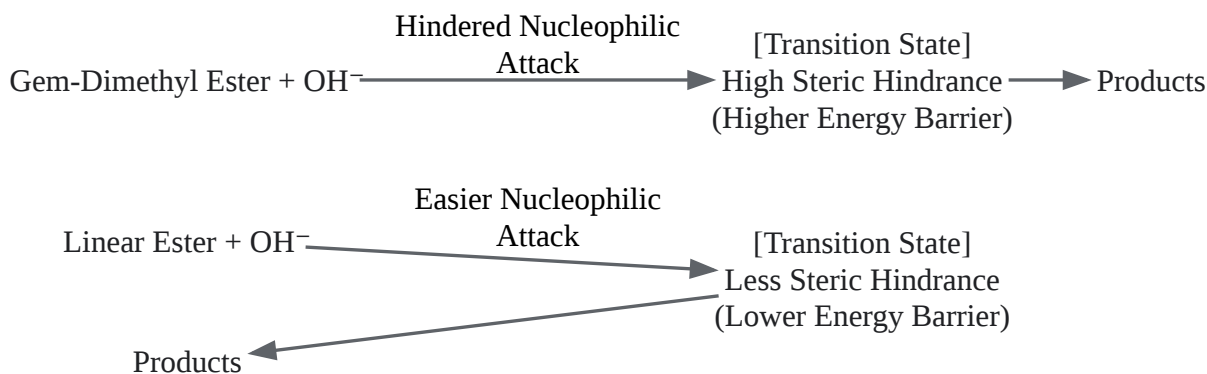 Hindered Nucleophilic
Attack
Gem-Dimethyl Ester + OH⁻
[Transition State]
High Steric Hindrance
(Higher Energy Barrier)
Products
Easier Nucleophilic
Attack
Linear Ester + OH⁻
[Transition State]
Less Steric Hindrance
(Lower Energy Barrier)
Products